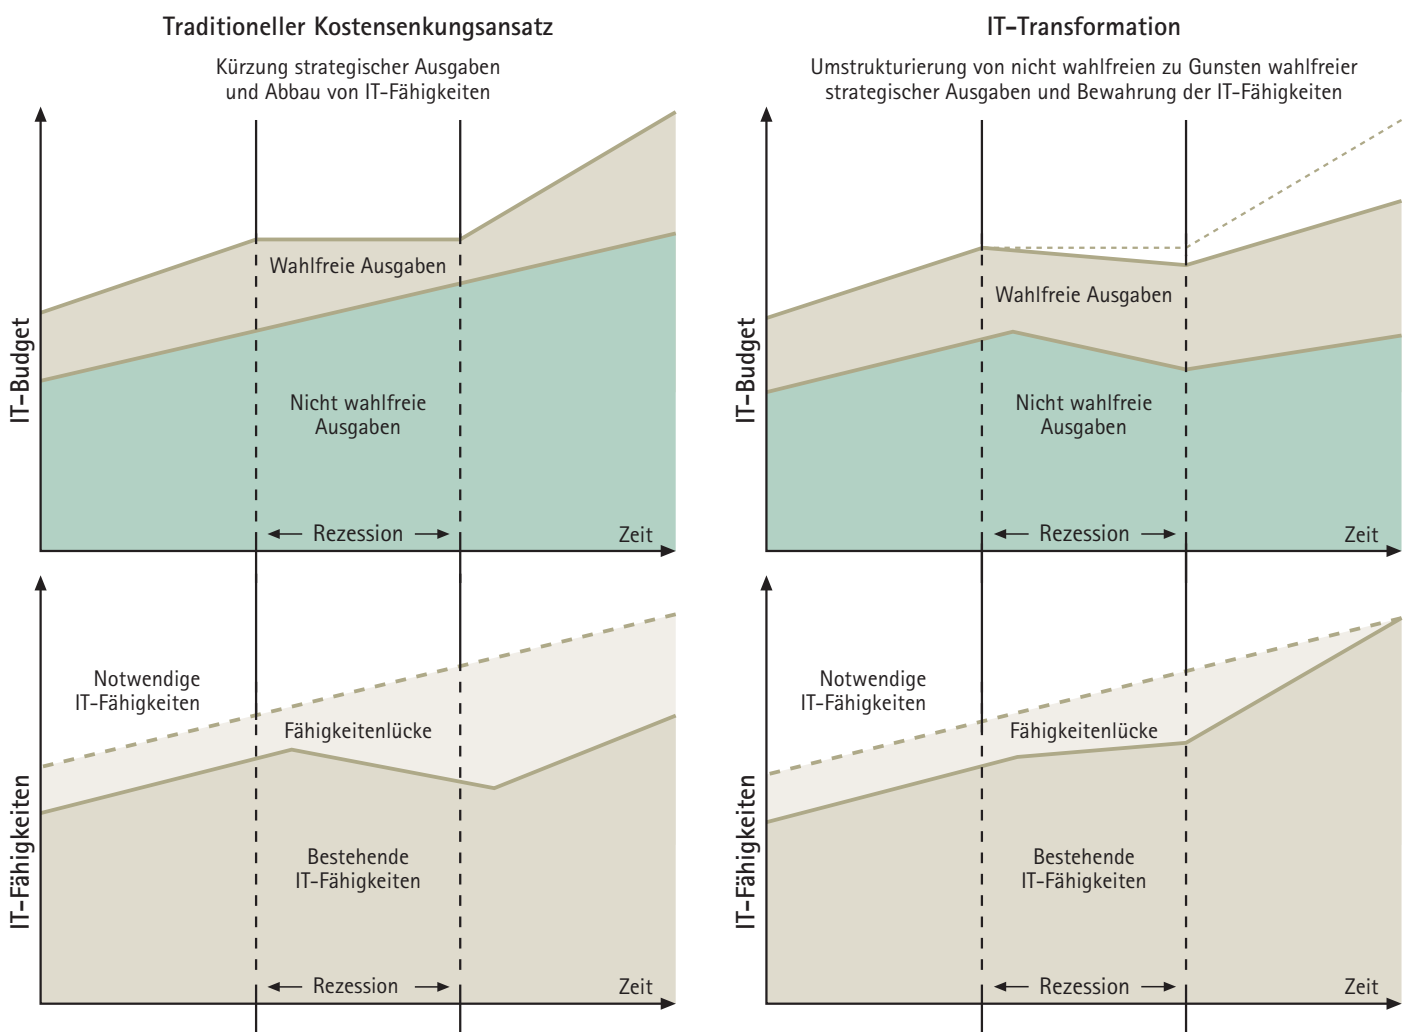 Traditioneller Kostensenkungsansatz
Kürzung strategischer Ausgaben
und Abbau von IT-Fähigkeiten
IT-Budget
Wahlfreie Ausgaben
Nicht wahlfreie
Ausgaben
Rezession
Zeit
IT-Transformation
Umstrukturierung von nicht wahlfreien zu Gunsten wahlfreier
strategischer Ausgaben und Bewahrung der IT-Fähigkeiten
IT-Budget
Wahlfreie Ausgaben
Nicht wahlfreie
Ausgaben
Rezession
Zeit
IT-Fähigkeiten
Notwendige
IT-Fähigkeiten
Fähigkeitenlücke
Bestehende
IT-Fähigkeiten
Rezession
Zeit
IT-Fähigkeiten
Notwendige
IT-Fähigkeiten
Fähigkeitenlücke
Bestehende
IT-Fähigkeiten
Rezession
Zeit